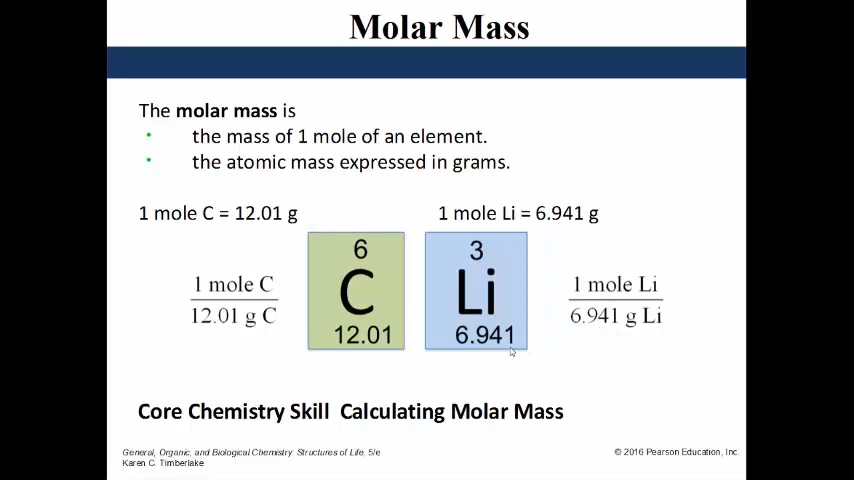 Molar Mass
The molar mass is
• the mass of 1 mole of an element.
• the atomic mass expressed in grams.
1 mole C = 12.01 g 1 mole Li = 6.941 g
6 3
1 mole C C Li 1 mole Li
12.01 g C 6.941 g Li
12.01 6.941
Core Chemistry Skill Calculating Molar Mass
General, Organic, and Biological Chemistry: Structures of Life, 5/e © 2016 Pearson Education, Inc.
Karen C. Timberlake